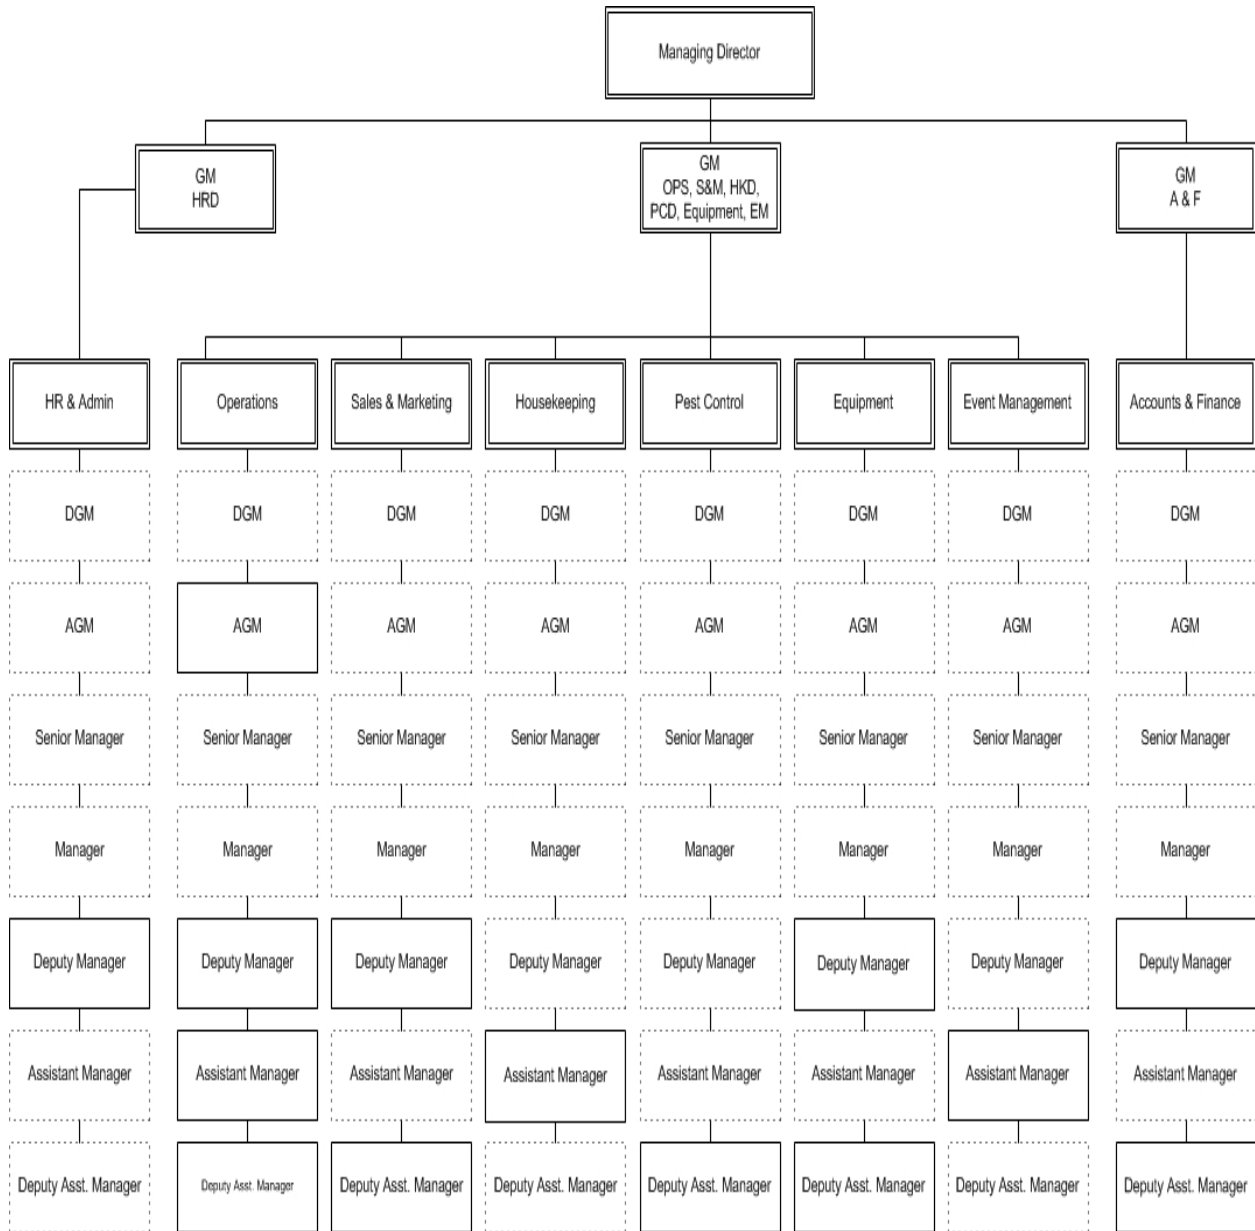 Managing Director
GM
HRD
GM
OPS, S&M, HKD,
PCD, Equipment, EM
GM
A & F
HR & Admin
Operations
Sales & Marketing
Housekeeping
Pest Control
Equipment
Event Management
Accounts & Finance
DGM
DGM
DGM
DGM
DGM
DGM
DGM
DGM
AGM
AGM
AGM
AGM
AGM
AGM
AGM
AGM
Senior Manager
Senior Manager
Senior Manager
Senior Manager
Senior Manager
Senior Manager
Senior Manager
Senior Manager
Manager
Manager
Manager
Manager
Manager
Manager
Manager
Manager
Deputy Manager
Deputy Manager
Deputy Manager
Deputy Manager
Deputy Manager
Deputy Manager
Deputy Manager
Deputy Manager
Assistant Manager
Assistant Manager
Assistant Manager
Assistant Manager
Assistant Manager
Assistant Manager
Assistant Manager
Assistant Manager
Deputy Asst. Manager
Deputy Asst. Manager
Deputy Asst. Manager
Deputy Asst. Manager
Deputy Asst. Manager
Deputy Asst. Manager
Deputy Asst. Manager
Deputy Asst. Manager